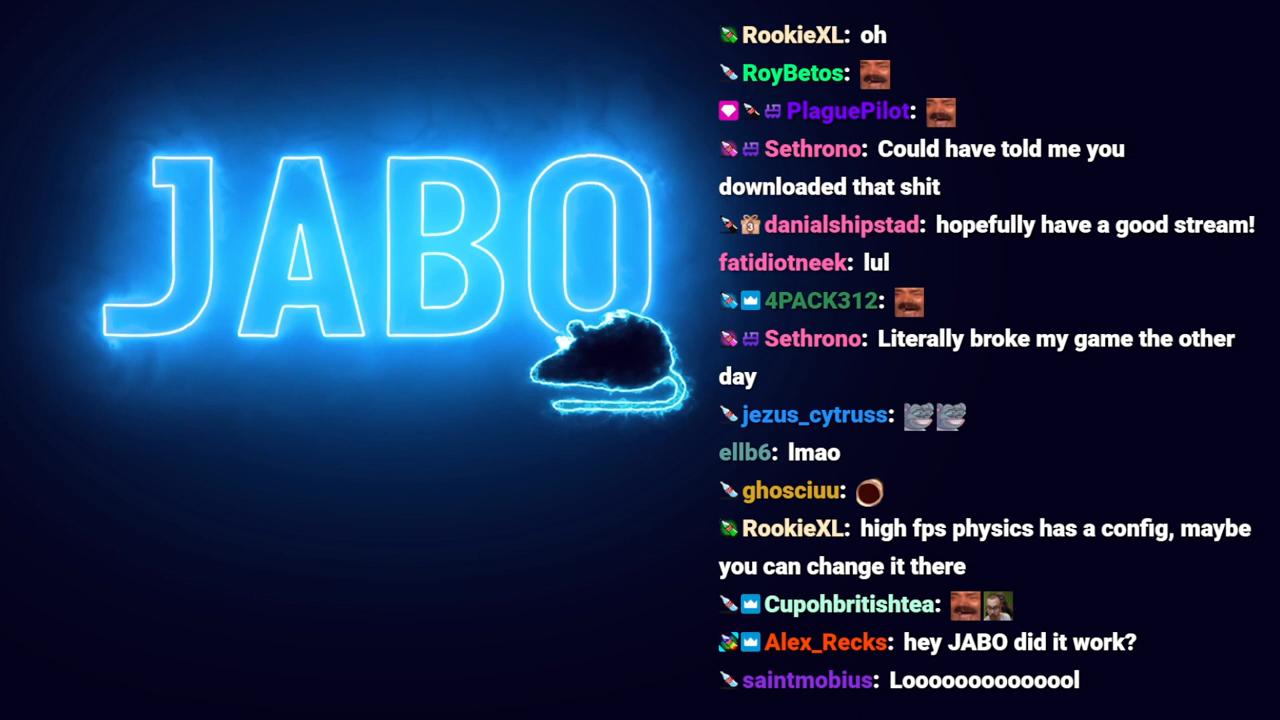 JABO
RookieXL: oh
RoyBetos:
PlaguePilot:
Sethrono: Could have told me you
downloaded that shit
3 danialshipstad: hopefully have a good stream!
fatidiotneek: lul
4PACK312:
Sethrono: Literally broke my game the other
day
jezus_cytruss:
ellb6: lmao
ghosciuu:
RookieXL: high fps physics has a config, maybe
you can change it there
Cupohbritishtea:
Alex_Recks: hey JABO did it work?
saintmobius: Looooooooooooool